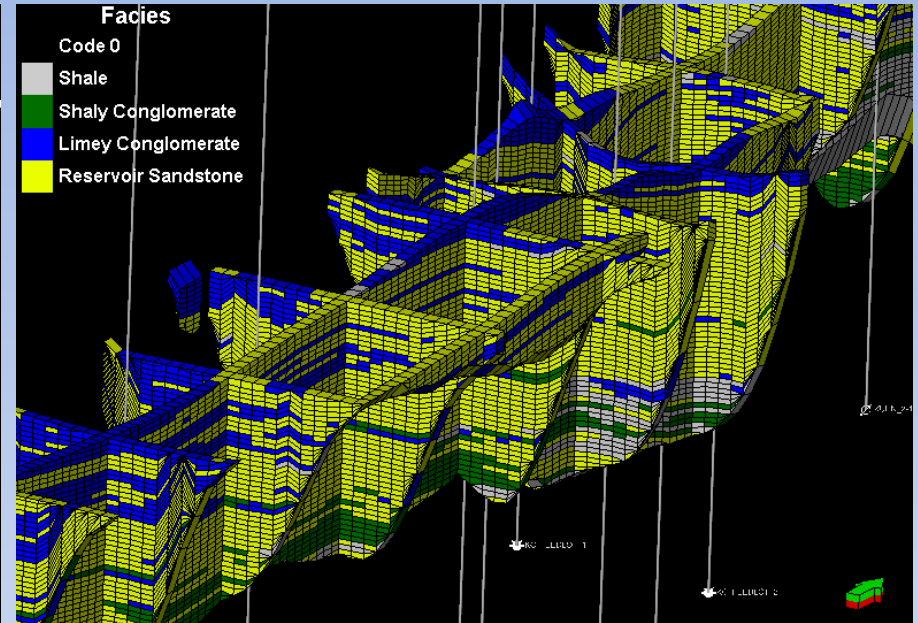 Facies
Code 0
Shale
Shaly Conglomerate
Limey Conglomerate
Reservoir Sandstone